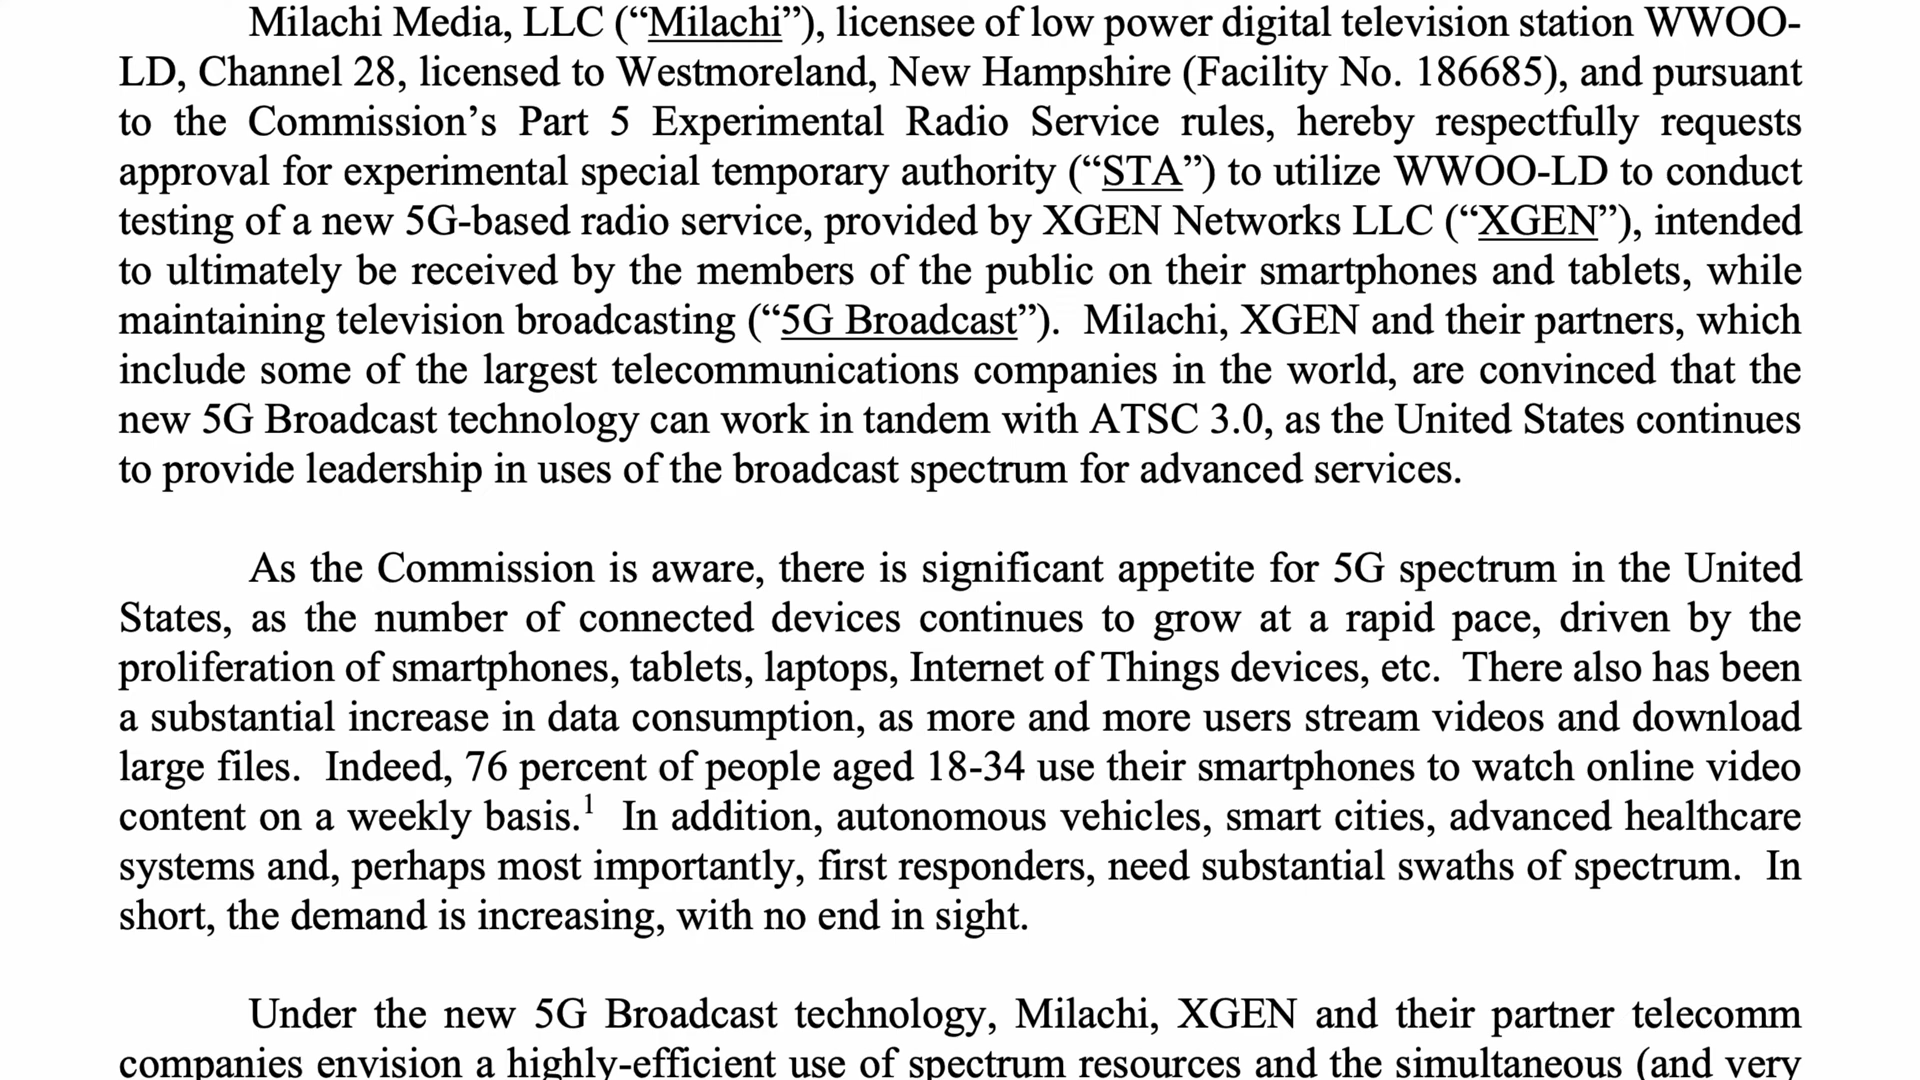 Milachi Media, LLC (“Milachi”), licensee of low power digital television station WWOO-
LD, Channel 28, licensed to Westmoreland, New Hampshire (Facility No. 186685), and pursuant
to the Commission’s Part 5 Experimental Radio Service rules, hereby respectfully requests
approval for experimental special temporary authority (“STA”) to utilize WWOO-LD to conduct
testing of a new 5G-based radio service, provided by XGEN Networks LLC (“XGEN”), intended
to ultimately be received by the members of the public on their smartphones and tablets, while
maintaining television broadcasting (“5G Broadcast”).  Milachi, XGEN and their partners, which
include some of the largest telecommunications companies in the world, are convinced that the
new 5G Broadcast technology can work in tandem with ATSC 3.0, as the United States continues
to provide leadership in uses of the broadcast spectrum for advanced services.
As the Commission is aware, there is significant appetite for 5G spectrum in the United
States, as the number of connected devices continues to grow at a rapid pace, driven by the
proliferation of smartphones, tablets, laptops, Internet of Things devices, etc.  There also has been
a substantial increase in data consumption, as more and more users stream videos and download
large files.  Indeed, 76 percent of people aged 18-34 use their smartphones to watch online video
content on a weekly basis.¹  In addition, autonomous vehicles, smart cities, advanced healthcare
systems and, perhaps most importantly, first responders, need substantial swaths of spectrum.  In
short, the demand is increasing, with no end in sight.
Under the new 5G Broadcast technology, Milachi, XGEN and their partner telecomm
companies envision a highly-efficient use of spectrum resources and the simultaneous (and very